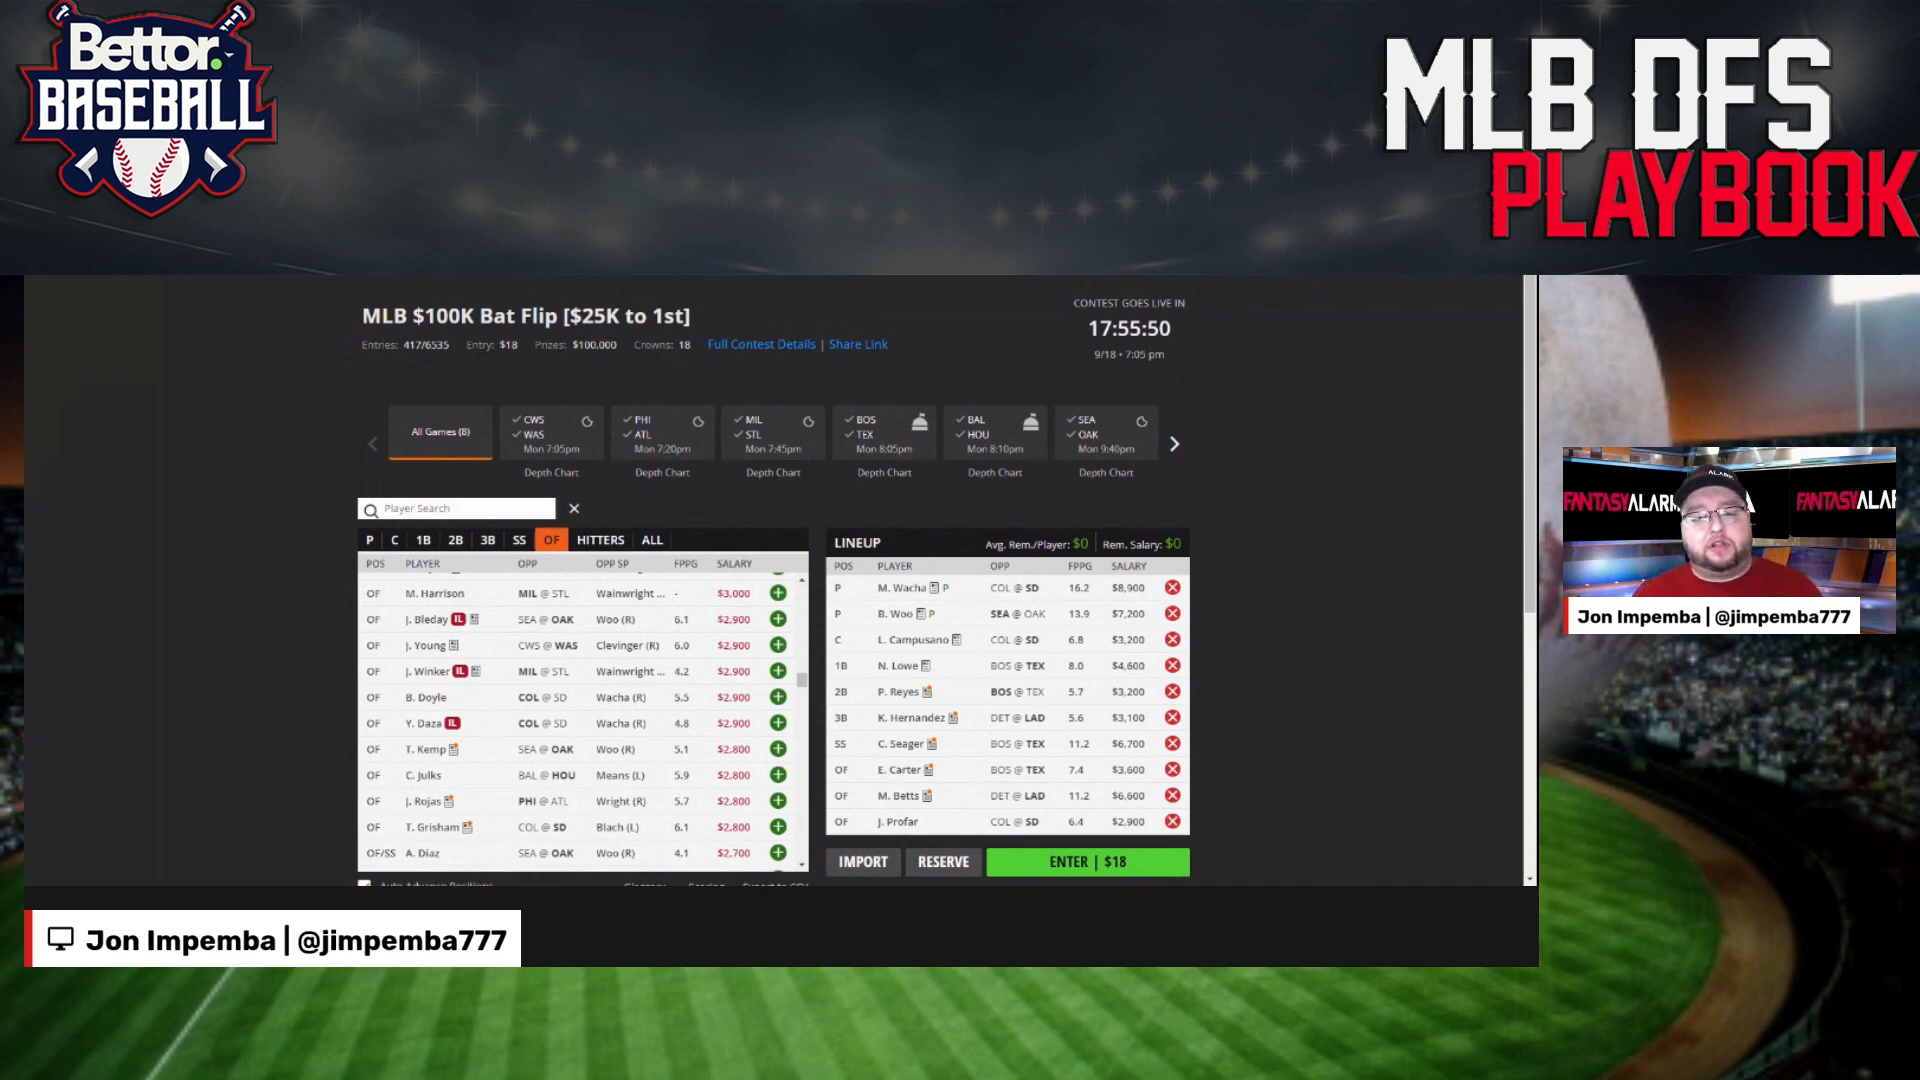 Bettor.
BASEBALL
MLB DFS
PLAYBOOK
MLB $100K Bat Flip [$25K to 1st]
Entries: 417/6535 Entry: $18 Prizes: $100,000 Crowns: 18 Full Contest Details | Share Link
CONTEST GOES LIVE IN
17:55:50
9/18 • 7:05 pm
All Games (8)
CWS
WAS
Mon 7:05pm
Depth Chart
PHI
ATL
Mon 7:20pm
Depth Chart
MIL
STL
Mon 7:45pm
Depth Chart
BOS
TEX
Mon 8:05pm
Depth Chart
BAL
HOU
Mon 8:10pm
Depth Chart
SEA
OAK
Mon 9:40pm
Depth Chart
Player Search
P C 1B 2B 3B SS OF HITTERS ALL
POS PLAYER OPP OPP SP FPPG SALARY
OF M. Harrison MIL @ STL Wainwright ... - $3,000
OF J. Bleday IL SEA @ OAK Woo (R) 6.1 $2,900
OF J. Young CWS @ WAS Clevinger (R) 6.0 $2,900
OF J. Winker IL MIL @ STL Wainwright ... 4.2 $2,900
OF B. Doyle COL @ SD Wacha (R) 5.5 $2,900
OF Y. Daza IL COL @ SD Wacha (R) 4.8 $2,900
OF T. Kemp SEA @ OAK Woo (R) 5.1 $2,800
OF C. Julks BAL @ HOU Means (L) 5.9 $2,800
OF J. Rojas PHI @ ATL Wright (R) 5.7 $2,800
OF T. Grisham COL @ SD Blach (L) 6.1 $2,800
OF/SS A. Diaz SEA @ OAK Woo (R) 4.1 $2,700
LINEUP Avg. Rem./Player: $0 Rem. Salary: $0
POS PLAYER OPP FPPG SALARY
P M. Wacha P COL @ SD 16.2 $8,900
P B. Woo P SEA @ OAK 13.9 $7,200
C L. Campusano COL @ SD 6.8 $3,200
1B N. Lowe BOS @ TEX 8.0 $4,600
2B P. Reyes BOS @ TEX 5.7 $3,200
3B K. Hernandez DET @ LAD 5.6 $3,100
SS C. Seager BOS @ TEX 11.2 $6,700
OF E. Carter BOS @ TEX 7.4 $3,600
OF M. Betts DET @ LAD 11.2 $6,600
OF J. Profar COL @ SD 6.4 $2,900
IMPORT RESERVE ENTER | $18
FANTASYALAR
Jon Impemba | @jimpemba777
Jon Impemba | @jimpemba777